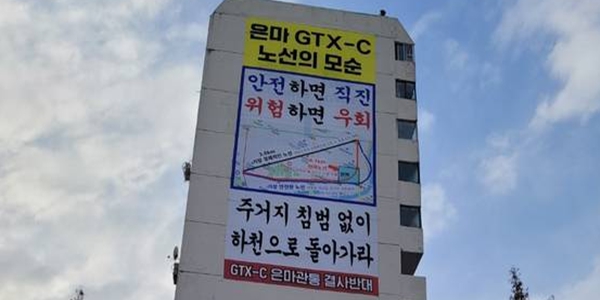 은마 GTX-C
노선의 모순
안전하면 직진
위험하면 우회
주거지 침범 없이
하천으로 돌아가라
GTX-C 은마관통 결사반대